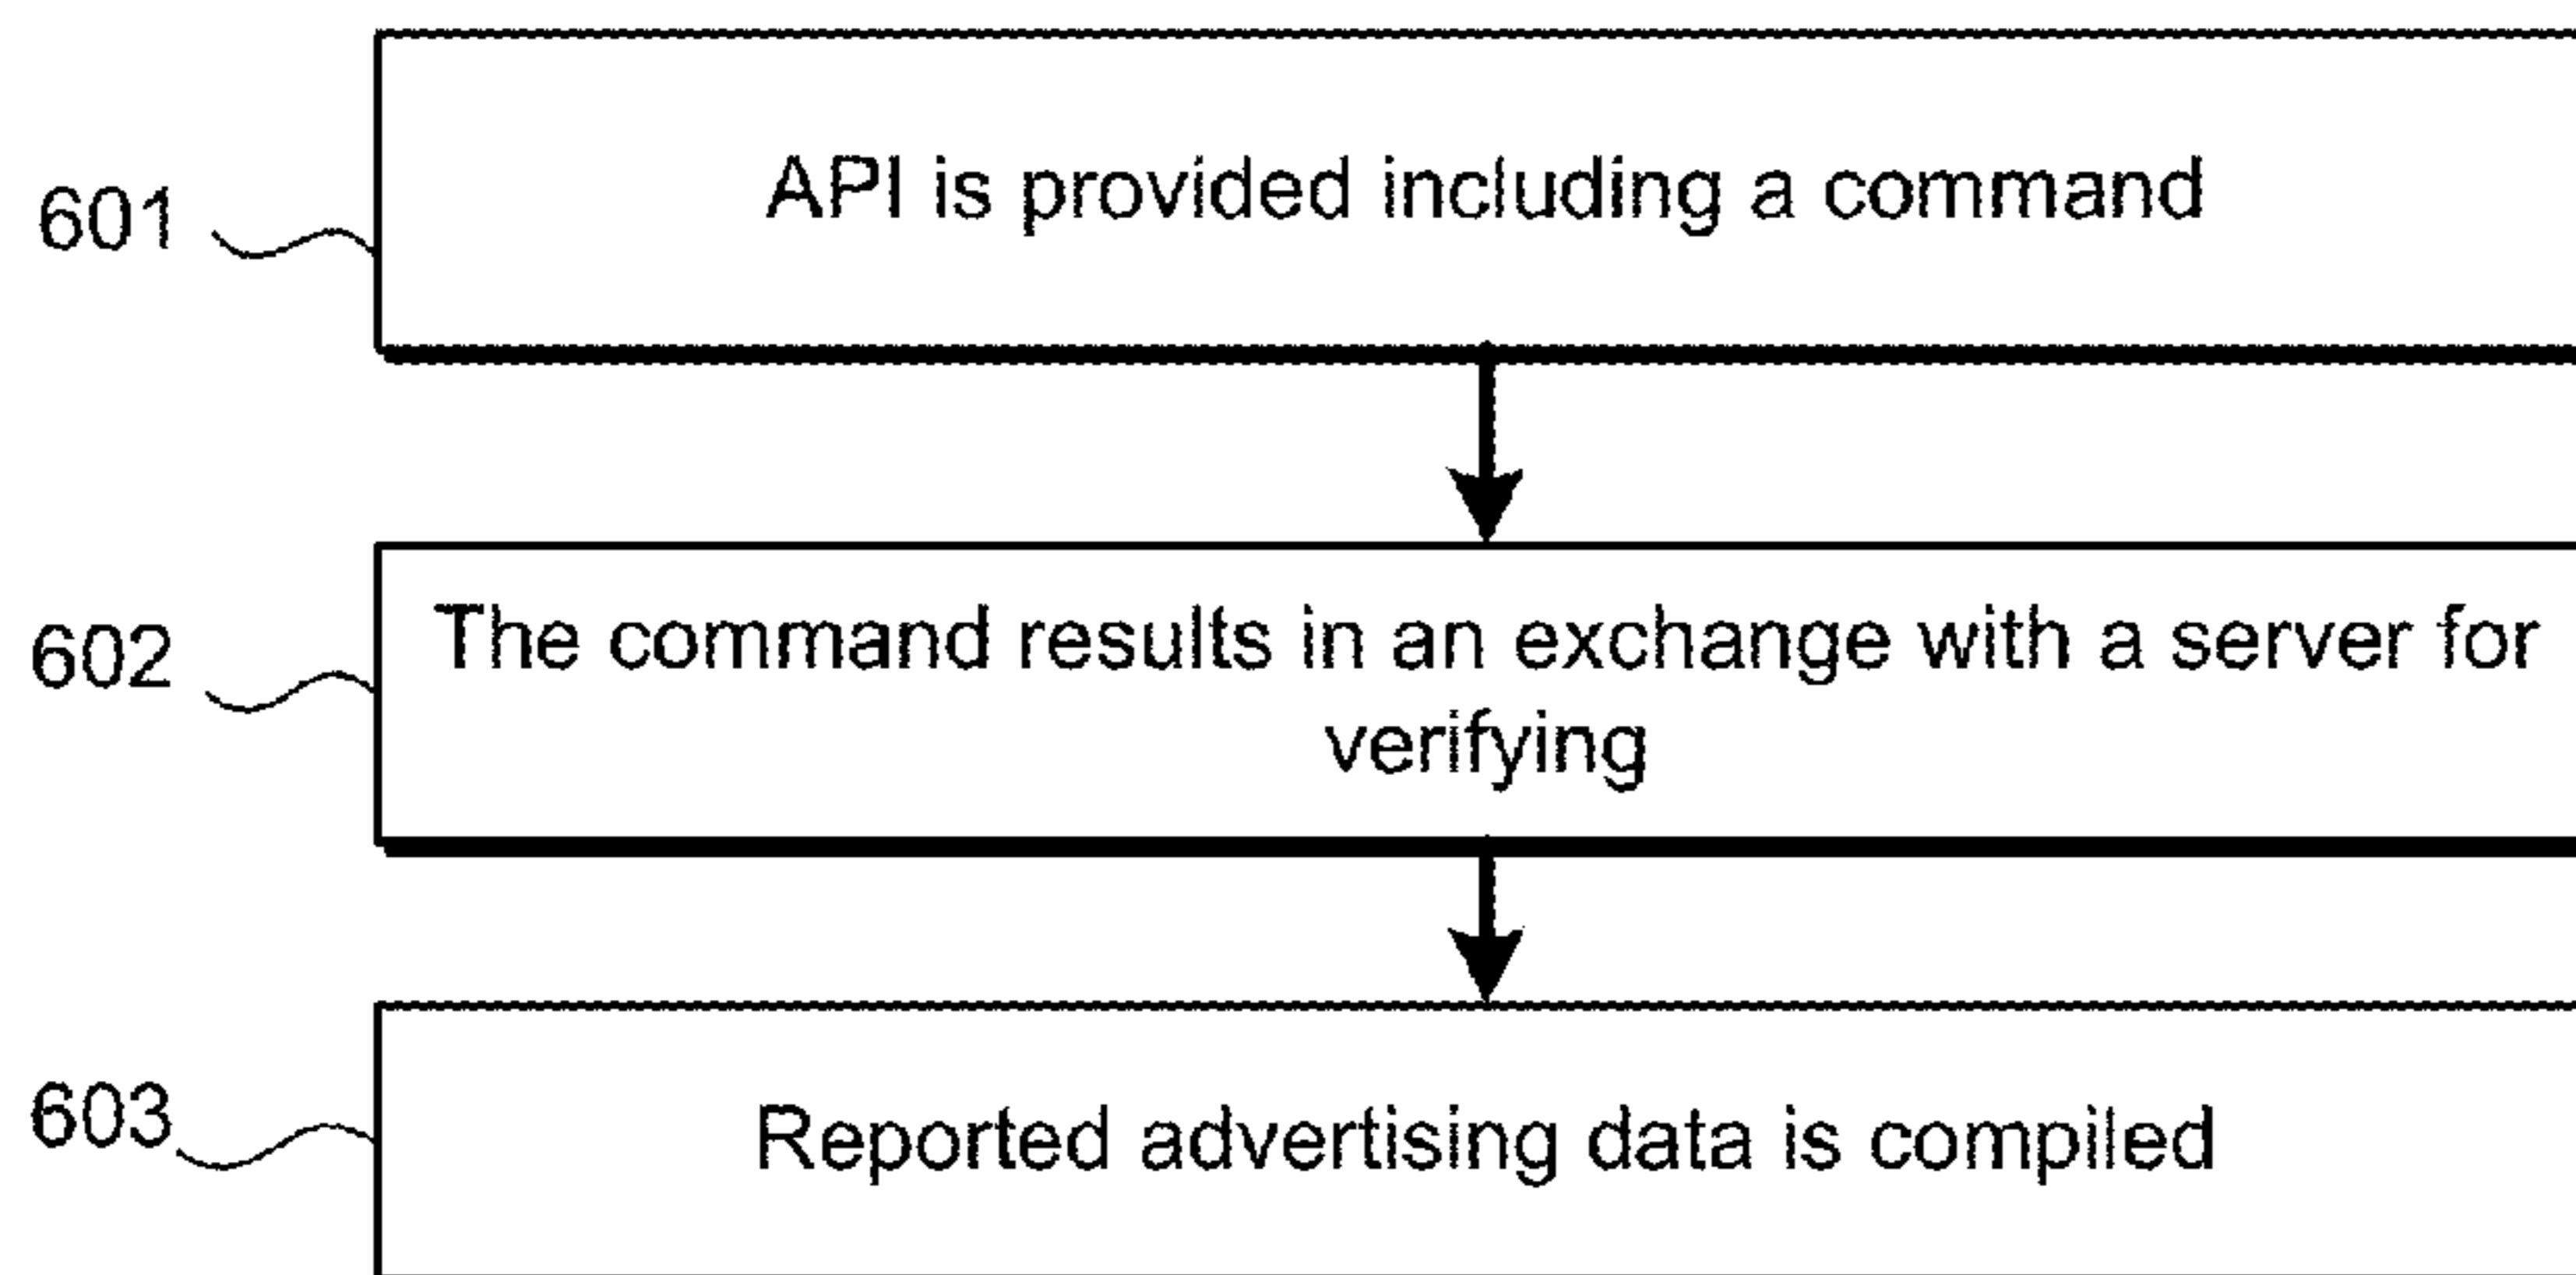 601
API is provided including a command
602
The command results in an exchange with a server for
verifying
603
Reported advertising data is compiled